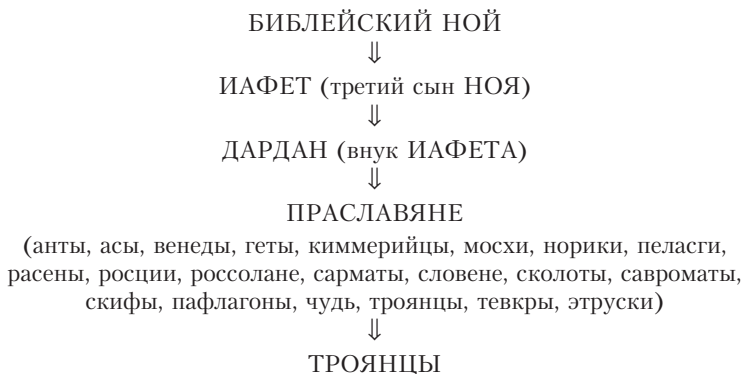 БИБЛЕЙСКИЙ НОЙ
⇓
ИАФЕТ (третий сын НОЯ)
⇓
ДАРДАН (внук ИАФЕТА)
⇓
ПРАСЛАВЯНЕ
(анты, асы, венеды, геты, киммерийцы, мосхи, норики, пеласги,
расены, росции, россолане, сарматы, словене, сколоты, савроматы,
скифы, пафлагоны, чудь, троянцы, тевкры, этруски)
⇓
ТРОЯНЦЫ